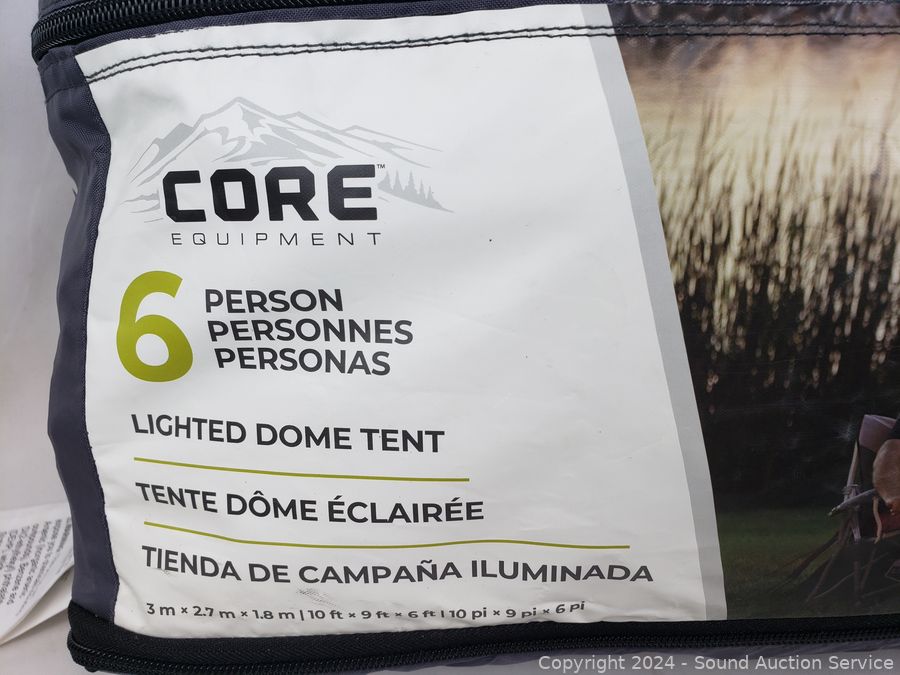 CORE™
EQUIPMENT
6
PERSON
PERSONNES
PERSONAS
LIGHTED DOME TENT
TENTE DÔME ÉCLAIRÉE
TIENDA DE CAMPAÑA ILUMINADA
3 m × 2.7 m × 1.8 m | 10 ft × 9 ft × 6 ft | 10 pi × 9 pi × 6 pi
Copyright 2024 - Sound Auction Service